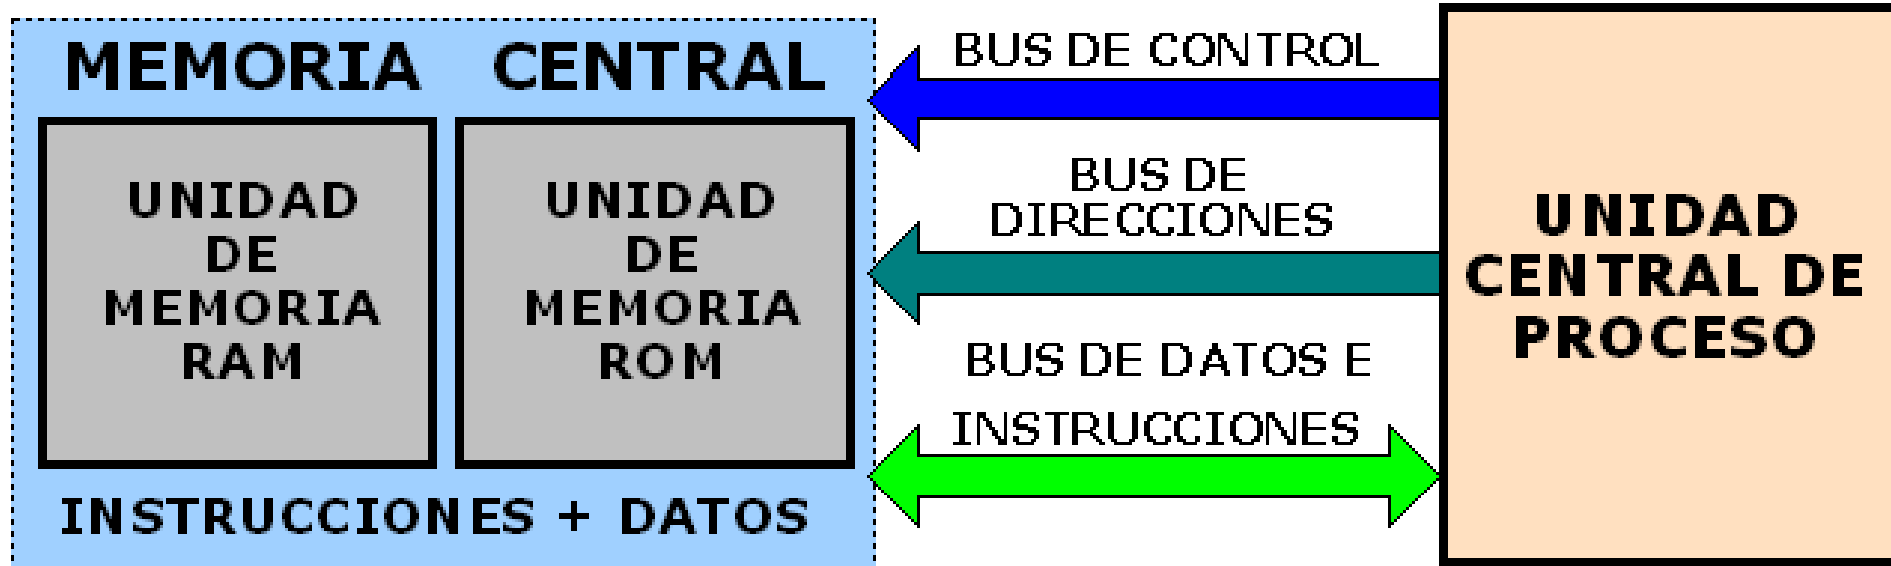 MEMORIA CENTRAL
UNIDAD
DE
MEMORIA
RAM
UNIDAD
DE
MEMORIA
ROM
INSTRUCCIONES + DATOS
BUS DE CONTROL
BUS DE
DIRECCIONES
BUS DE DATOS E
INSTRUCCIONES
UNIDAD
CENTRAL DE
PROCESO